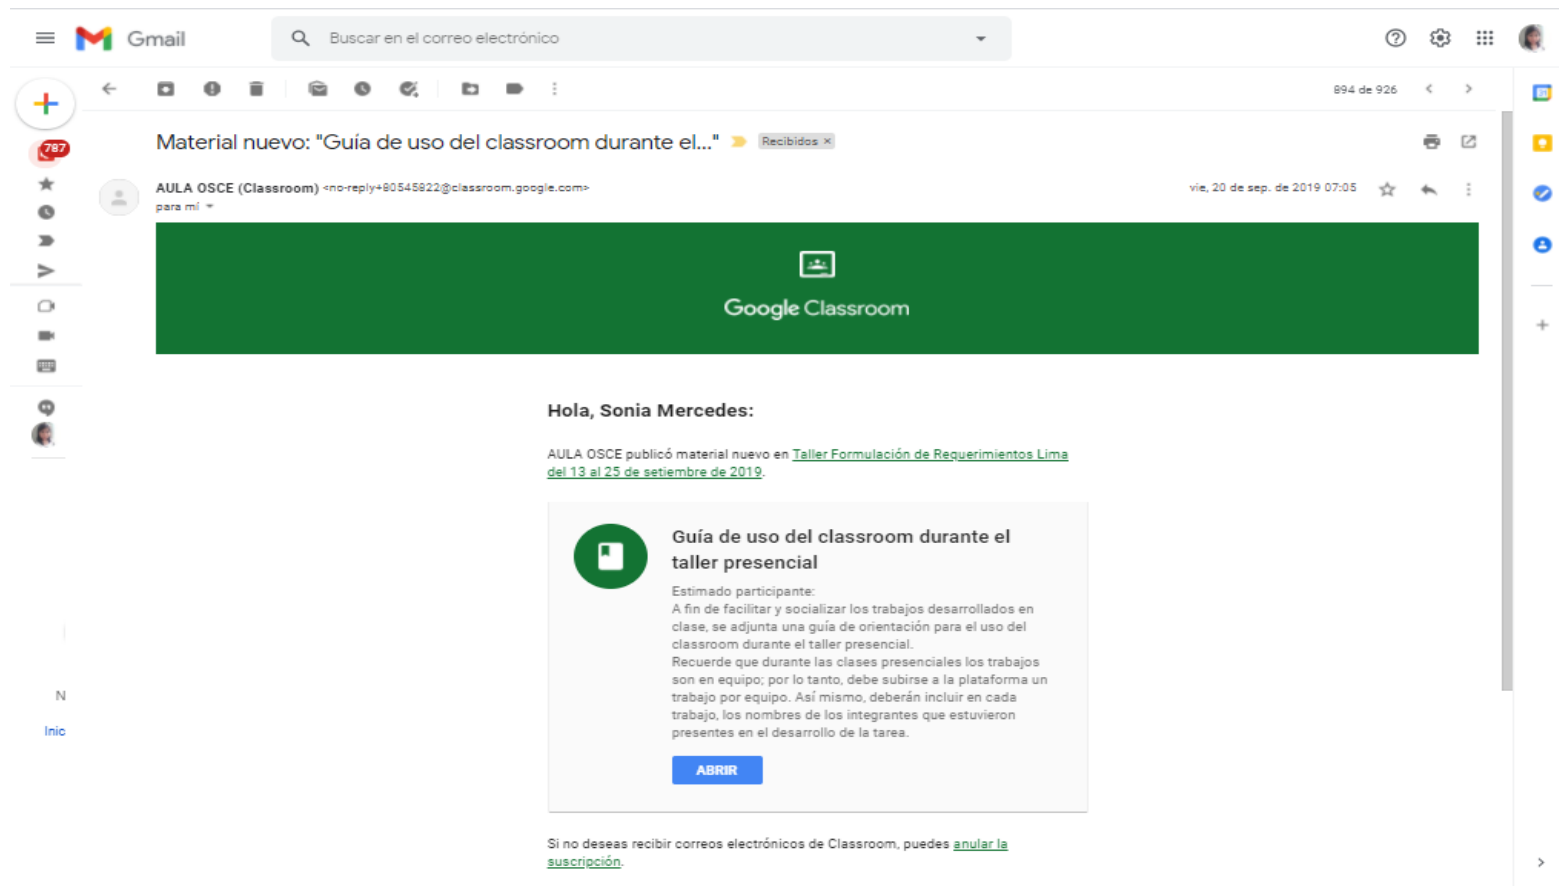 Gmail
Buscar en el correo electrónico
894 de 926
787
Material nuevo: "Guía de uso del classroom durante el..."
Recibidos ×
AULA OSCE (Classroom) <no-reply+80545822@classroom.google.com>
vie, 20 de sep. de 2019 07:05
para mí
Google Classroom
Hola, Sonia Mercedes:
AULA OSCE publicó material nuevo en Taller Formulación de Requerimientos Lima
del 13 al 25 de setiembre de 2019.
Guía de uso del classroom durante el
taller presencial
Estimado participante:
A fin de facilitar y socializar los trabajos desarrollados en
clase, se adjunta una guía de orientación para el uso del
classroom durante el taller presencial.
Recuerde que durante las clases presenciales los trabajos
son en equipo; por lo tanto, debe subirse a la plataforma un
trabajo por equipo. Así mismo, deberán incluir en cada
trabajo, los nombres de los integrantes que estuvieron
presentes en el desarrollo de la tarea.
N
Inic
ABRIR
Si no deseas recibir correos electrónicos de Classroom, puedes anular la
suscripción.